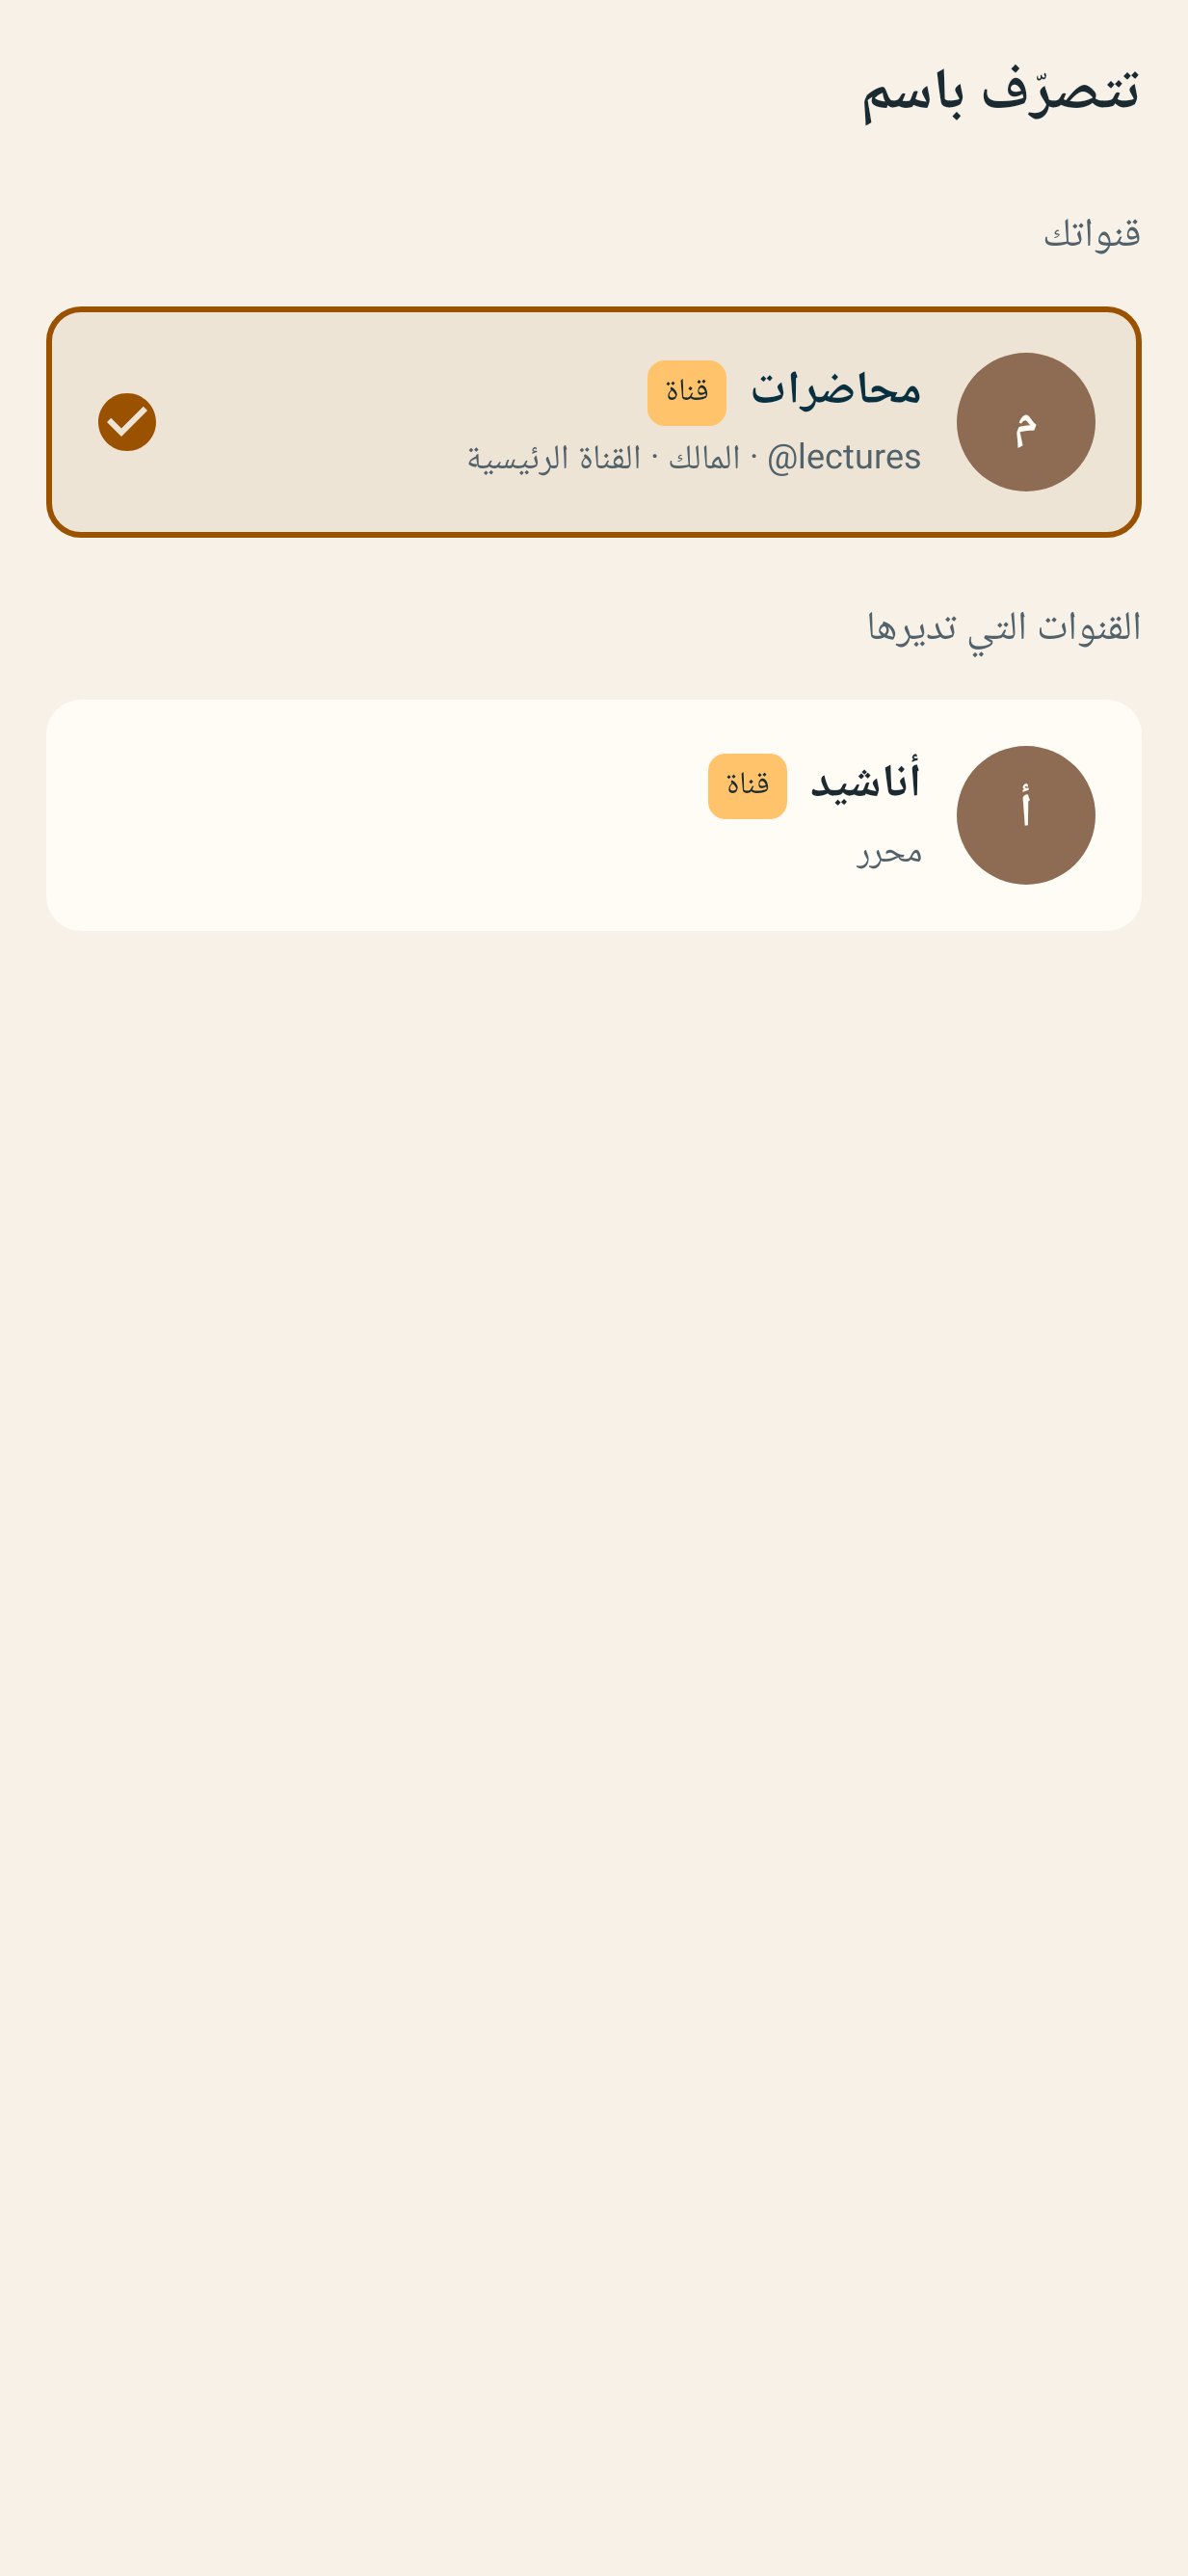 تتصرّف باسم
قنواتك
م
محاضرات قناة
@lectures · المالك · القناة الرئيسية
القنوات التي تديرها
أ
أناشيد قناة
محرر